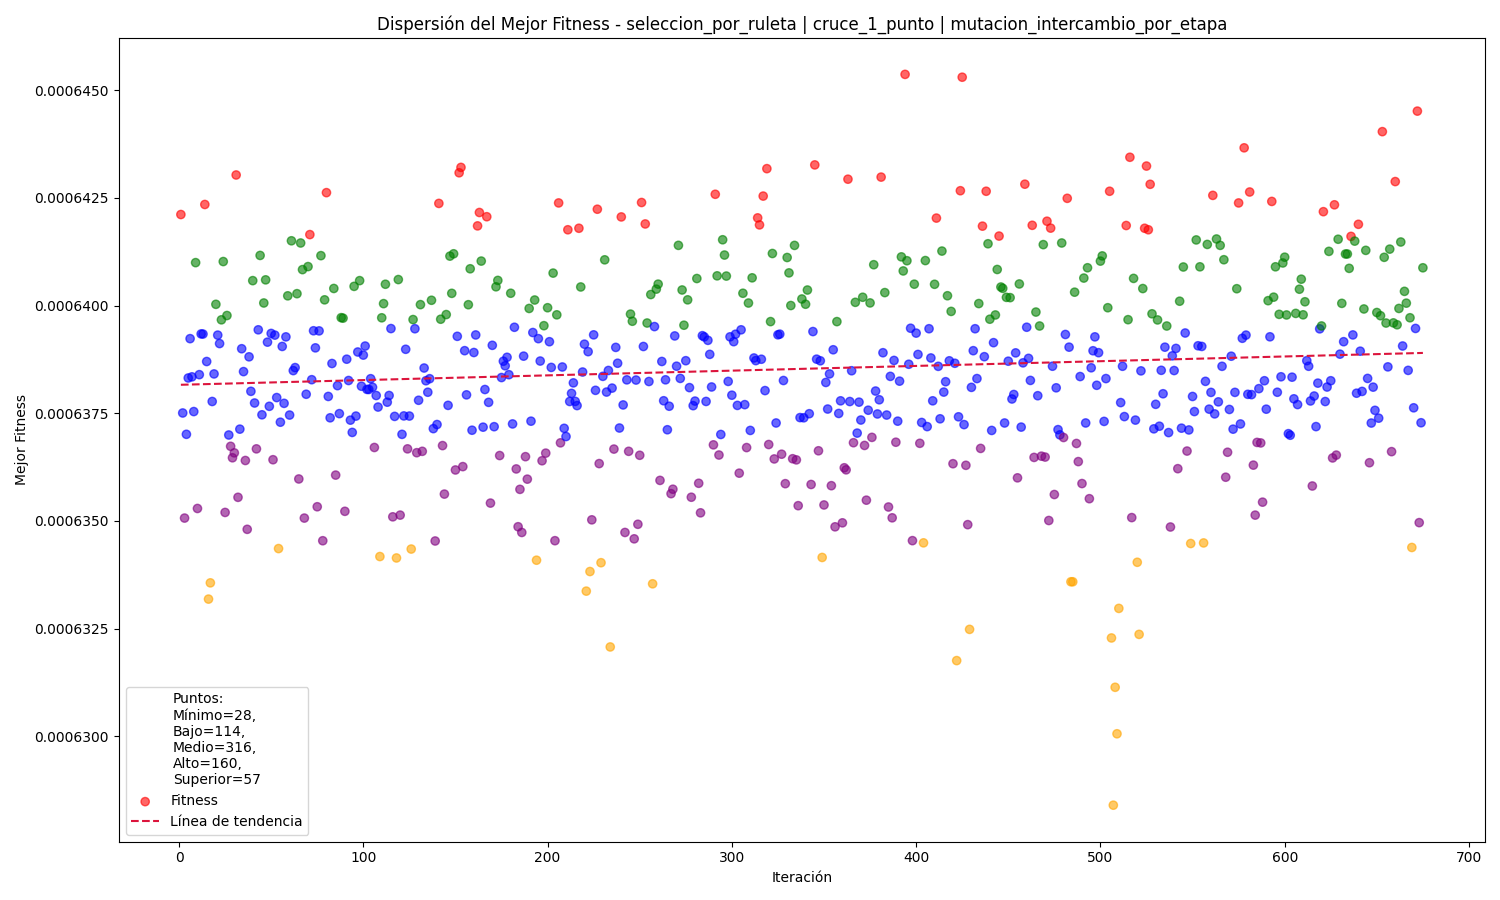 Dispersión del Mejor Fitness - seleccion_por_ruleta | cruce_1_punto | mutacion_intercambio_por_etapa
Mejor Fitness
0.0006450
0.0006425
0.0006400
0.0006375
0.0006350
0.0006325
0.0006300
Puntos:
Mínimo=28,
Bajo=114,
Medio=316,
Alto=160,
Superior=57
Fitness
Línea de tendencia
0 100 200 300 400 500 600 700
Iteración